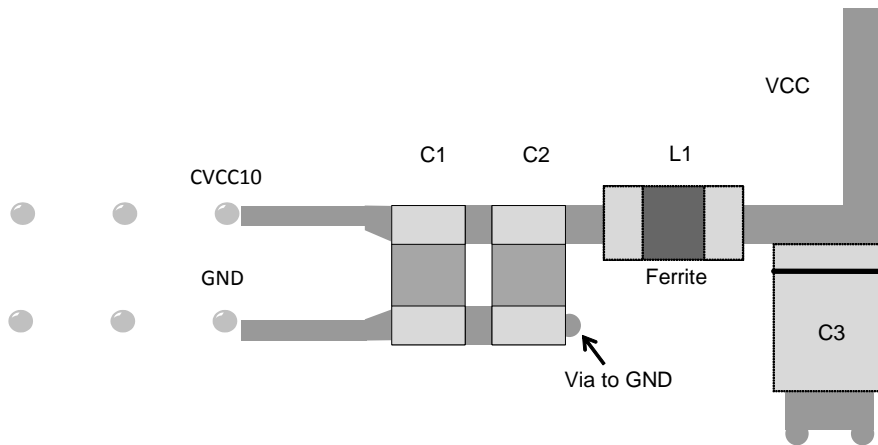 VCC
C1
C2
L1
CVCC10
GND
Ferrite
C3
Via to GND